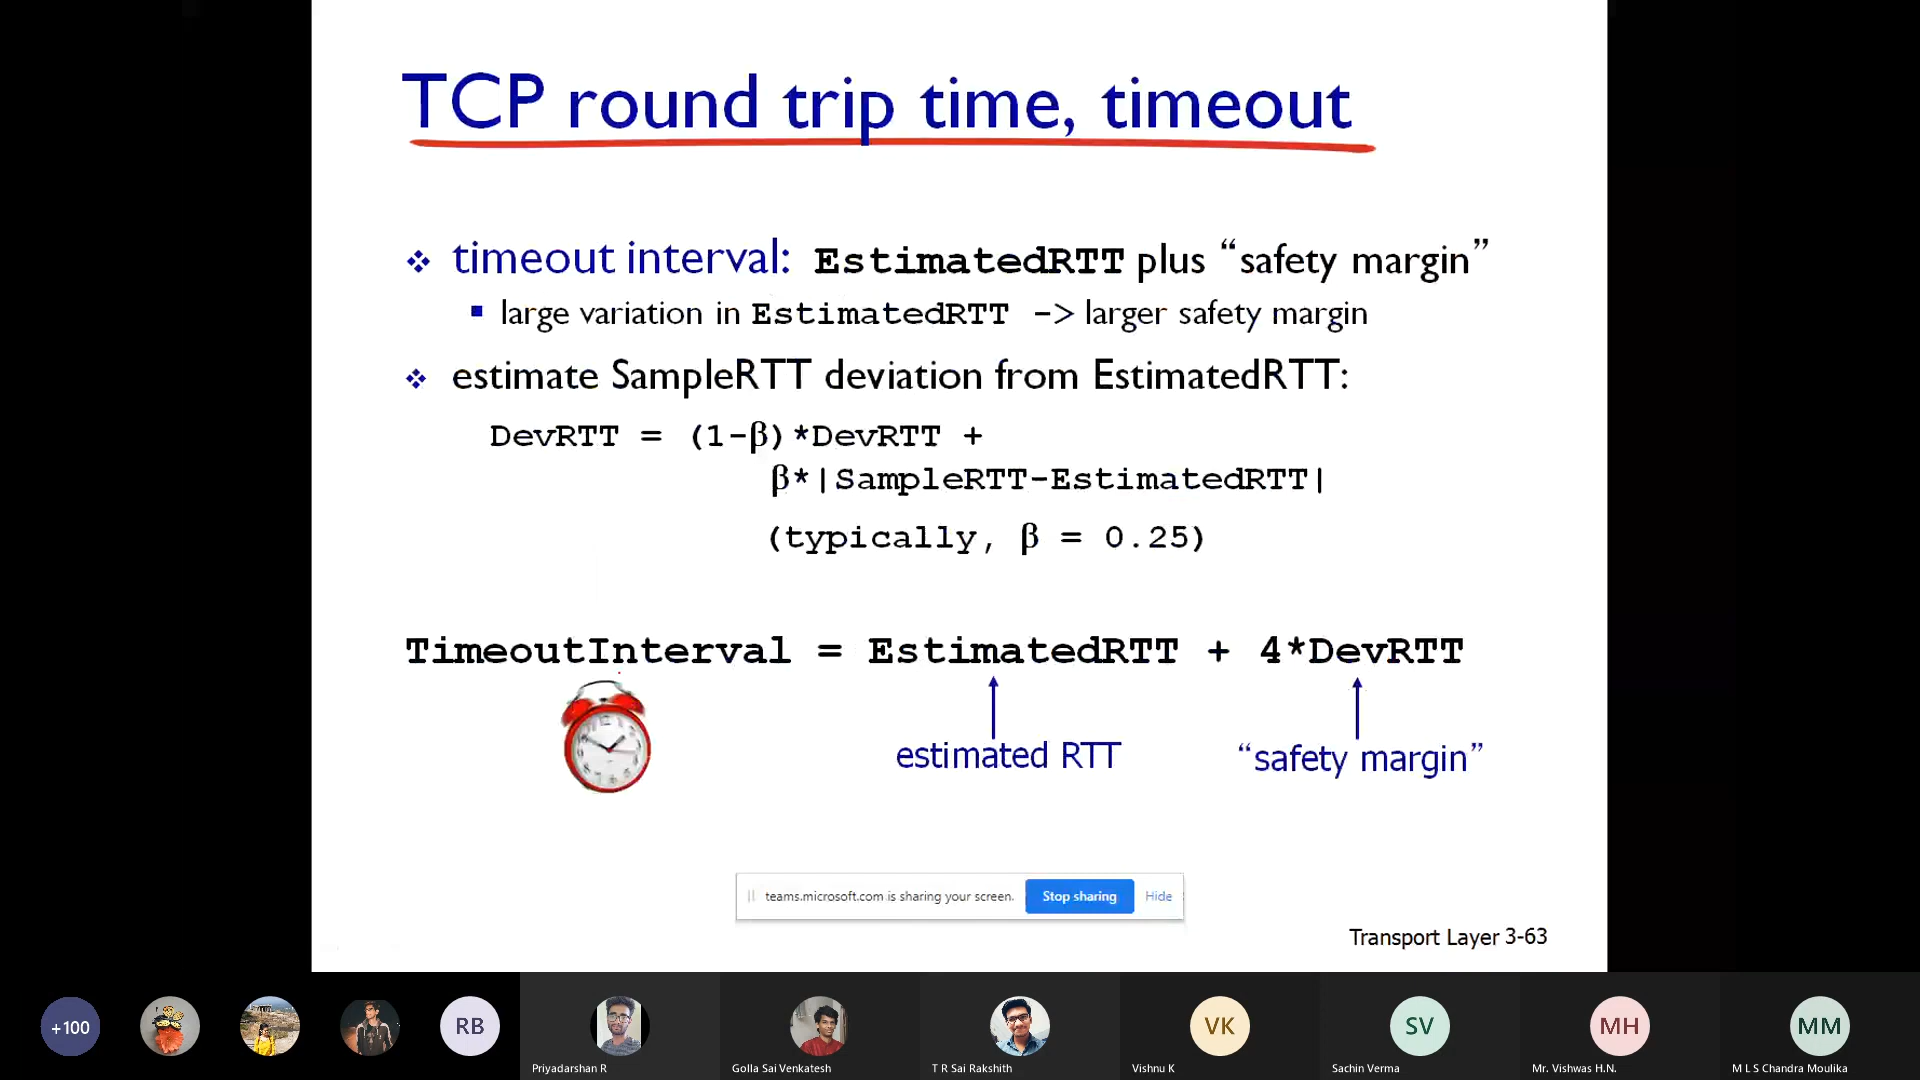 TCP round trip time, timeout
❖ timeout interval: EstimatedRTT plus “safety margin”
▪ large variation in EstimatedRTT -> larger safety margin
❖ estimate SampleRTT deviation from EstimatedRTT:
DevRTT = (1-β)*DevRTT +
β*|SampleRTT-EstimatedRTT|
(typically, β = 0.25)
TimeoutInterval = EstimatedRTT + 4*DevRTT
estimated RTT
“safety margin”
teams.microsoft.com is sharing your screen. Stop sharing Hide
Transport Layer 3-63
+100
RB
VK
SV
MH
MM
Priyadarshan R
Golla Sai Venkatesh
T R Sai Rakshith
Vishnu K
Sachin Verma
Mr. Vishwas H.N.
M L S Chandra Moulika